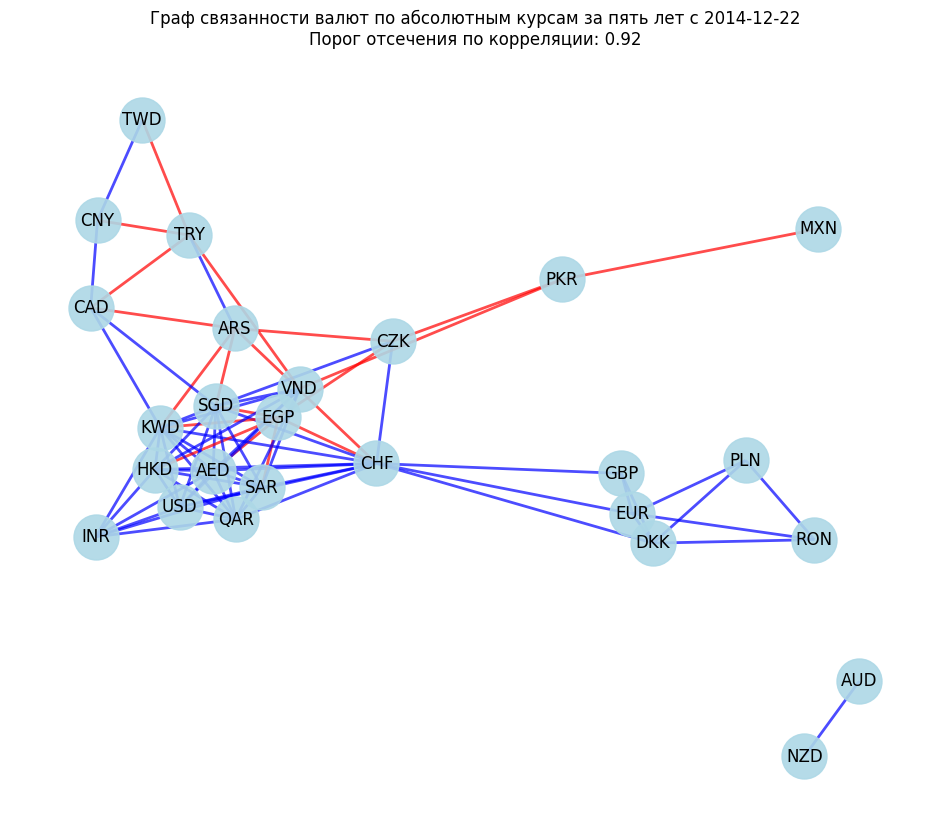 Граф связанности валют по абсолютным курсам за пять лет с 2014-12-22
Порог отсечения по корреляции: 0.92
TWD
CNY
TRY
MXN
PKR
CAD
ARS
CZK
VND
SGD
EGP
KWD
HKD
AED
CHF
SAR
USD
QAR
INR
GBP
PLN
EUR
DKK
RON
AUD
NZD